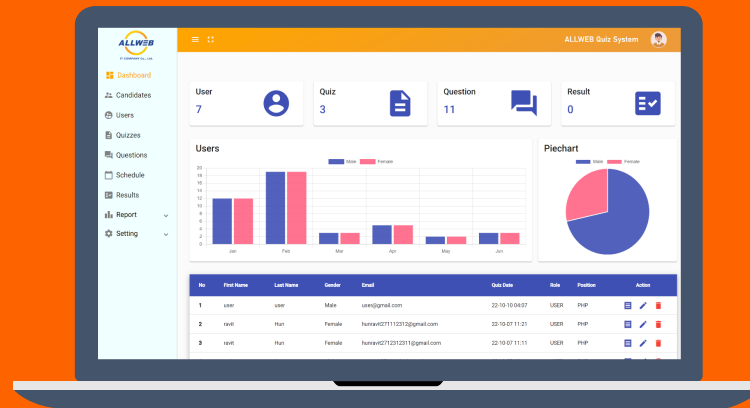 ALLWEB
IT COMPANY Co., Ltd.
ALLWEB Quiz System
Dashboard
Candidates
Users
Quizzes
Questions
Schedule
Results
Report
Setting
User
7
Quiz
3
Question
11
Result
0
Users
Male Female
20
18
16
14
12
10
8
6
4
2
0
Jan Feb Mar Apr May Jun
Piechart
Male Female
No First Name Last Name Gender Email Quiz Date Role Position Action
1 user user Male user@gmail.com 22-10-10 04:07 USER PHP
2 ravit Hun Female hunravit271112312@gmail.com 22-10-07 11:21 USER PHP
3 ravit Hun Female hunravit2712312311@gmail.com 22-10-07 11:11 USER PHP